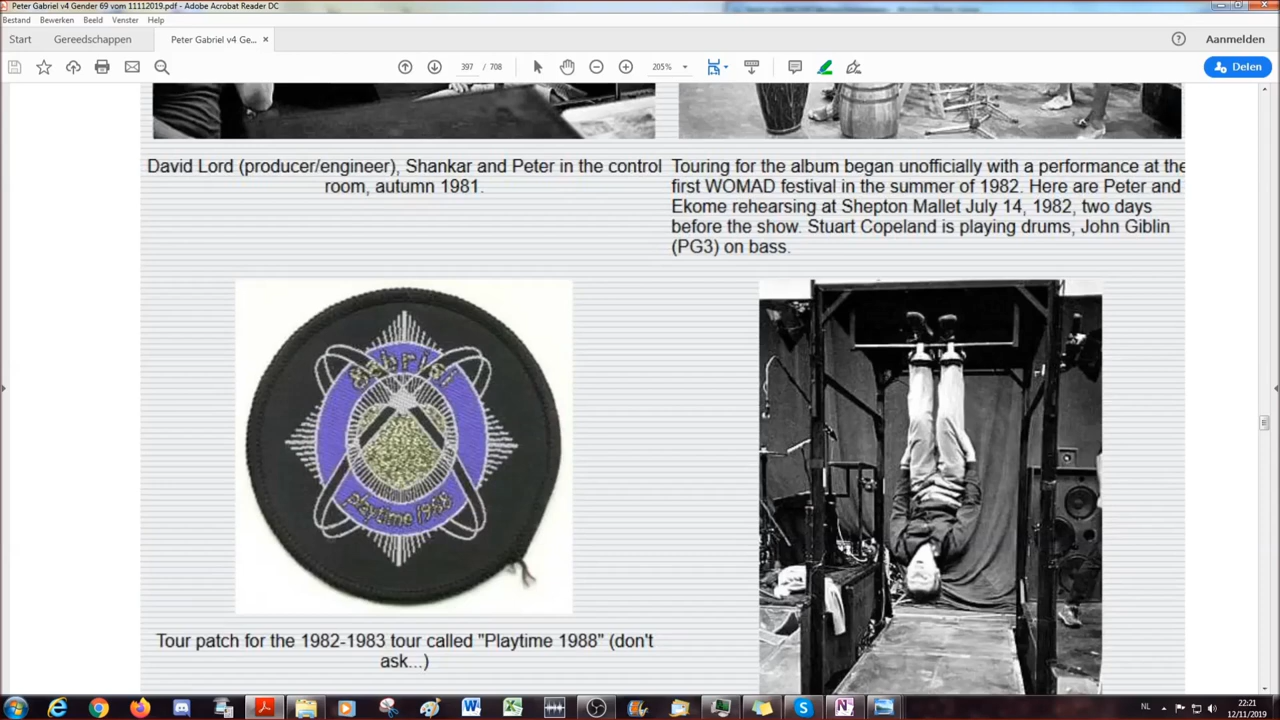 Peter Gabriel v4 Gender 69 vom 11112019.pdf - Adobe Acrobat Reader DC
Bestand Bewerken Beeld Venster Help
Start Gereedschappen Peter Gabriel v4 Ge... × Aanmelden
397 / 708 205% Delen
David Lord (producer/engineer), Shankar and Peter in the control
room, autumn 1981.
Touring for the album began unofficially with a performance at the
first WOMAD festival in the summer of 1982. Here are Peter and
Ekome rehearsing at Shepton Mallet July 14, 1982, two days
before the show. Stuart Copeland is playing drums, John Giblin
(PG3) on bass.
Gabriel
playtime 1988
Tour patch for the 1982-1983 tour called "Playtime 1988" (don't
ask...)
NL
22:21
12/11/2019